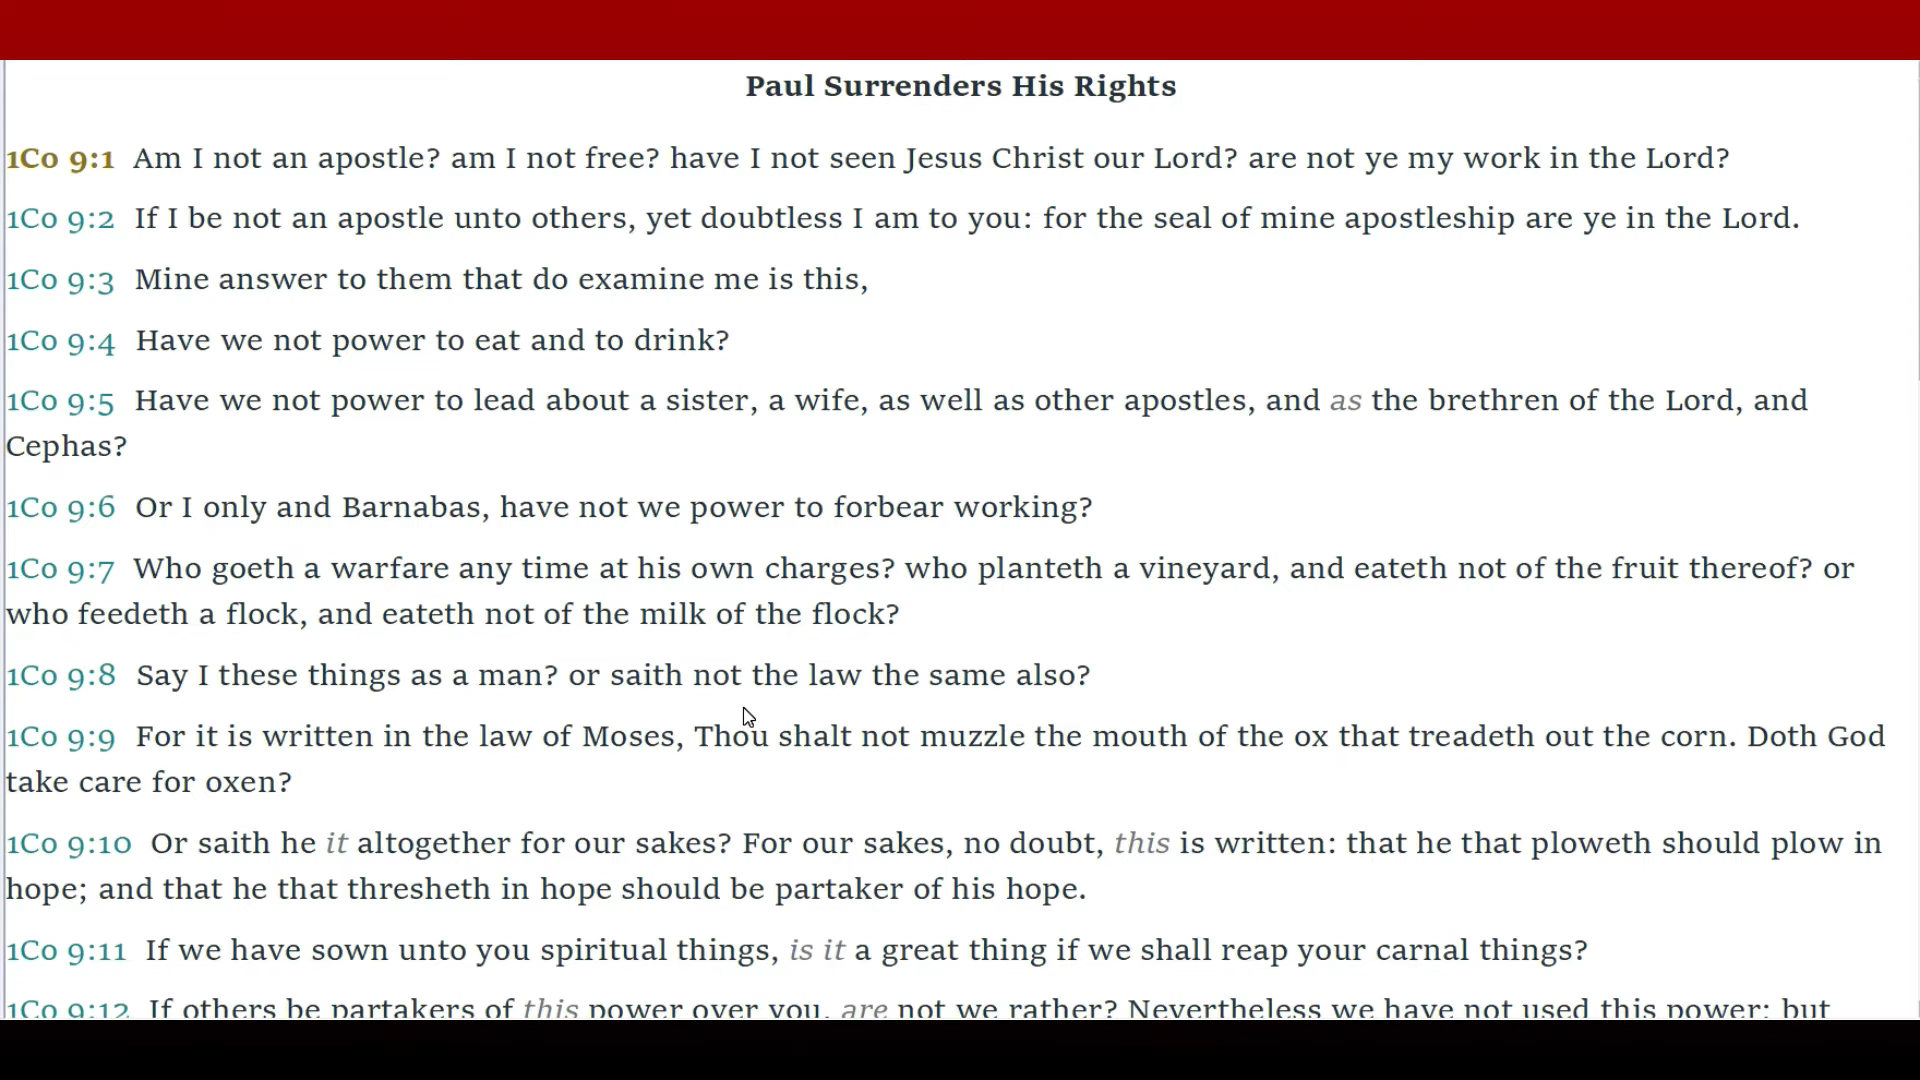 Paul Surrenders His Rights
1Co 9:1 Am I not an apostle? am I not free? have I not seen Jesus Christ our Lord? are not ye my work in the Lord?
1Co 9:2 If I be not an apostle unto others, yet doubtless I am to you: for the seal of mine apostleship are ye in the Lord.
1Co 9:3 Mine answer to them that do examine me is this,
1Co 9:4 Have we not power to eat and to drink?
1Co 9:5 Have we not power to lead about a sister, a wife, as well as other apostles, and as the brethren of the Lord, and
Cephas?
1Co 9:6 Or I only and Barnabas, have not we power to forbear working?
1Co 9:7 Who goeth a warfare any time at his own charges? who planteth a vineyard, and eateth not of the fruit thereof? or
who feedeth a flock, and eateth not of the milk of the flock?
1Co 9:8 Say I these things as a man? or saith not the law the same also?
1Co 9:9 For it is written in the law of Moses, Thou shalt not muzzle the mouth of the ox that treadeth out the corn. Doth God
take care for oxen?
1Co 9:10 Or saith he it altogether for our sakes? For our sakes, no doubt, this is written: that he that ploweth should plow in
hope; and that he that thresheth in hope should be partaker of his hope.
1Co 9:11 If we have sown unto you spiritual things, is it a great thing if we shall reap your carnal things?
1Co 9:12 If others be partakers of this power over you, are not we rather? Nevertheless we have not used this power; but